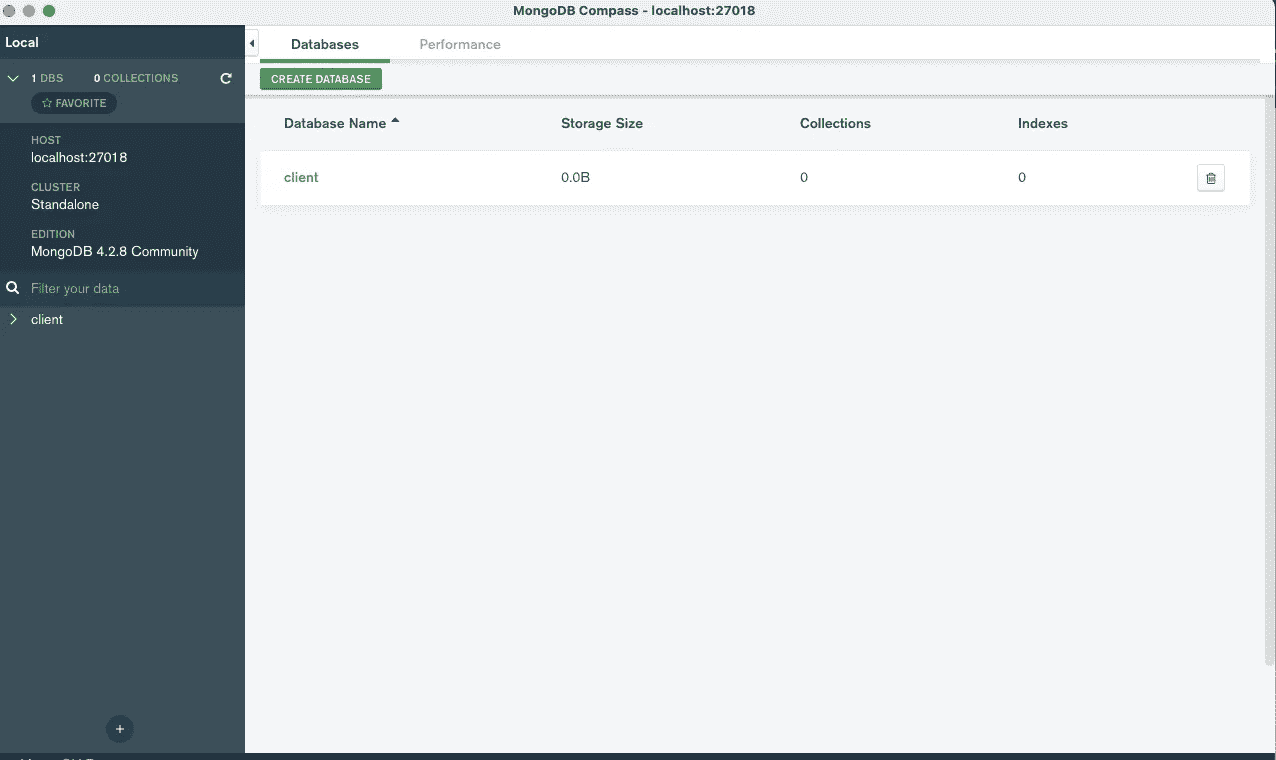 MongoDB Compass - localhost:27018
Local
1 DBS 0 COLLECTIONS
FAVORITE
HOST
localhost:27018
CLUSTER
Standalone
EDITION
MongoDB 4.2.8 Community
Filter your data
client
Databases Performance
CREATE DATABASE
Database Name Storage Size Collections Indexes
client 0.0B 0 0